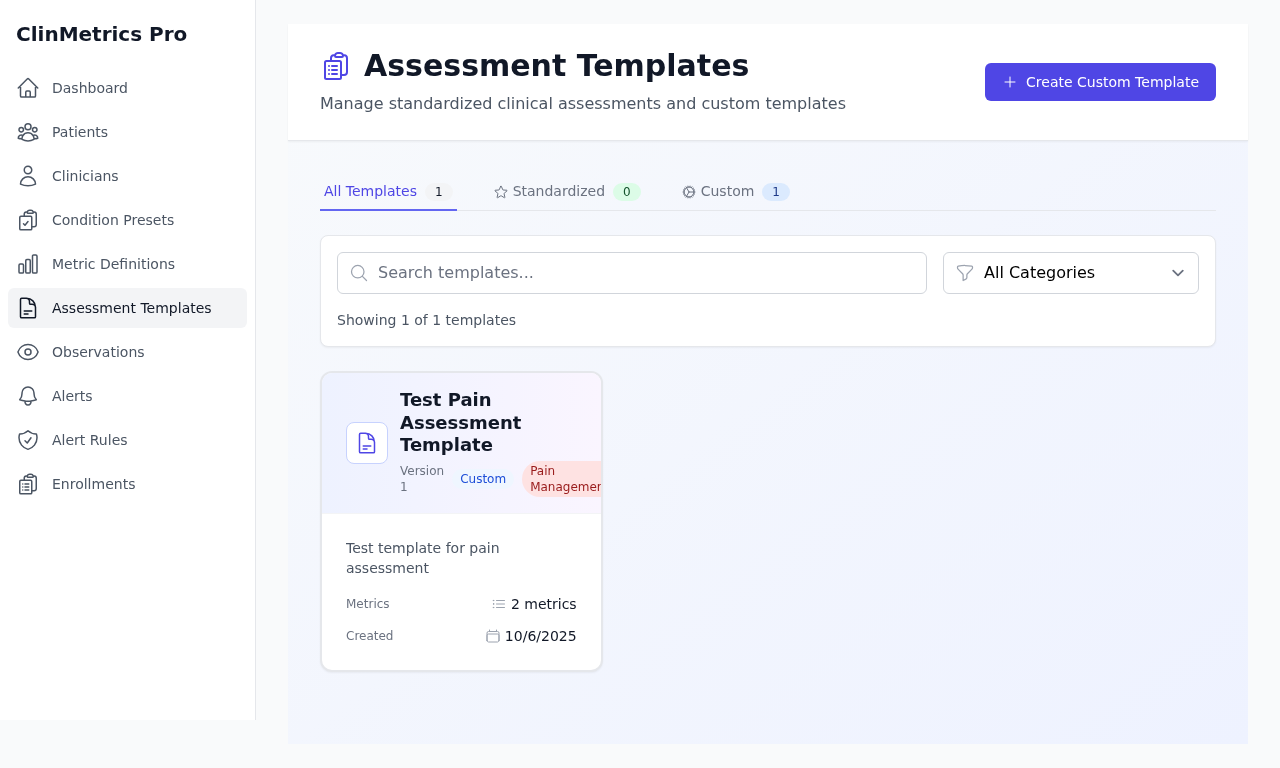 ClinMetrics Pro
Dashboard
Patients
Clinicians
Condition Presets
Metric Definitions
Assessment Templates
Observations
Alerts
Alert Rules
Enrollments
Assessment Templates
Manage standardized clinical assessments and custom templates
Create Custom Template
All Templates 1
Standardized 0
Custom 1
Search templates...
All Categories
Showing 1 of 1 templates
Test Pain
Assessment
Template
Version
1
Custom
Pain
Managemen
Test template for pain
assessment
Metrics 2 metrics
Created 10/6/2025